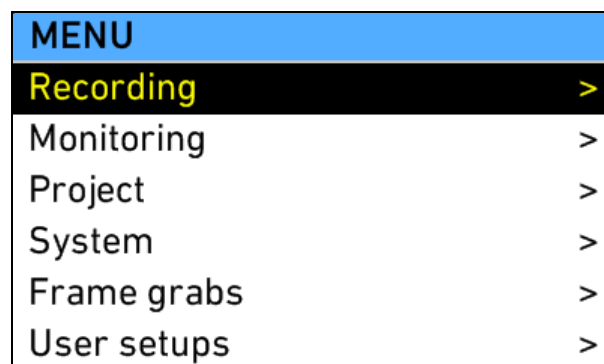 MENU
Recording >
Monitoring >
Project >
System >
Frame grabs >
User setups >